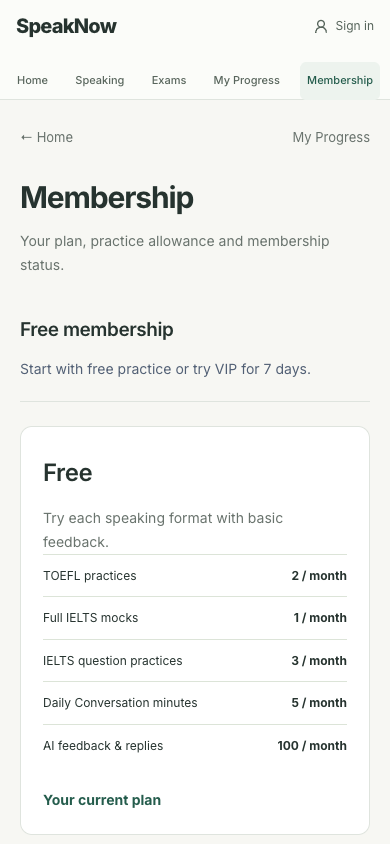 SpeakNow
Sign in
Home
Speaking
Exams
My Progress
Membership
← Home
My Progress
Membership
Your plan, practice allowance and membership
status.
Free membership
Start with free practice or try VIP for 7 days.
Free
Try each speaking format with basic
feedback.
TOEFL practices 2 / month
Full IELTS mocks 1 / month
IELTS question practices 3 / month
Daily Conversation minutes 5 / month
AI feedback & replies 100 / month
Your current plan